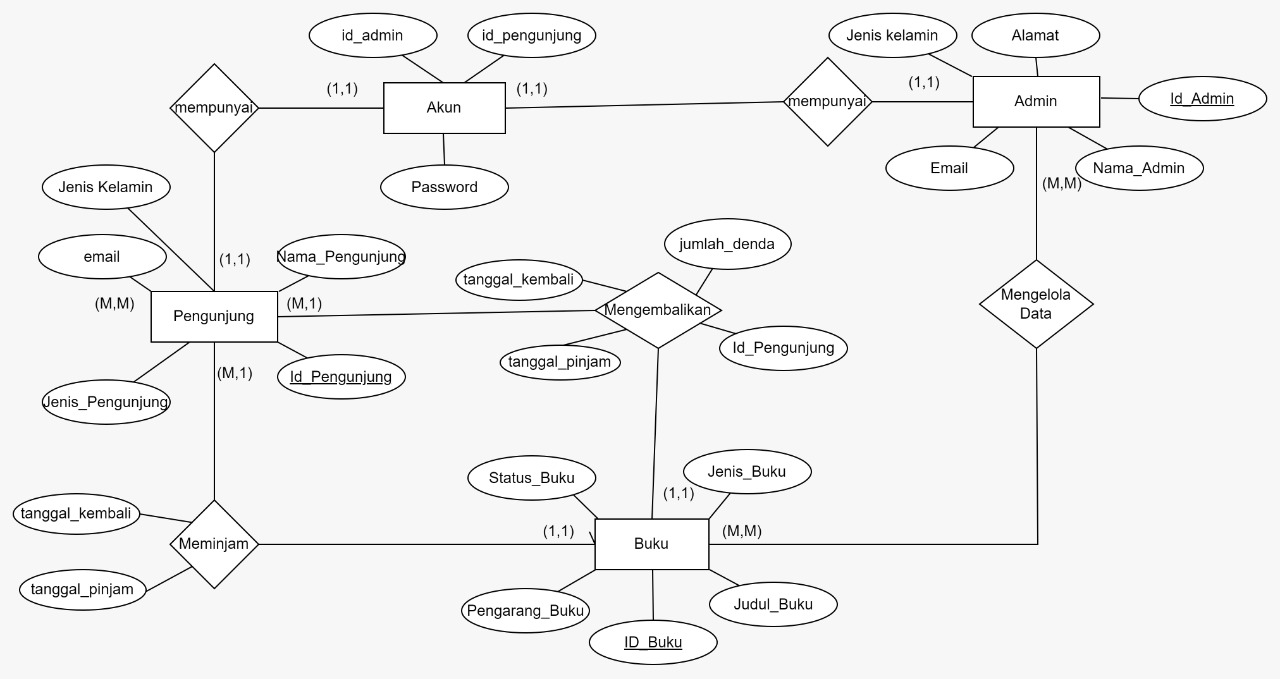 id_admin
id_pengunjung
Jenis kelamin
Alamat
mempunyai
(1,1)
Akun
(1,1)
mempunyai
(1,1)
Admin
Id_Admin
Jenis Kelamin
Password
Email
(M,M)
Nama_Admin
email
(1,1)
Nama_Pengunjung
jumlah_denda
tanggal_kembali
(M,M)
Pengunjung
(M,1)
Mengembalikan
Mengelola
Data
(M,1)
Id_Pengunjung
tanggal_pinjam
Id_Pengunjung
Jenis_Pengunjung
Status_Buku
Jenis_Buku
(1,1)
tanggal_kembali
Meminjam
(1,1)
Buku
(M,M)
tanggal_pinjam
Pengarang_Buku
Judul_Buku
ID_Buku